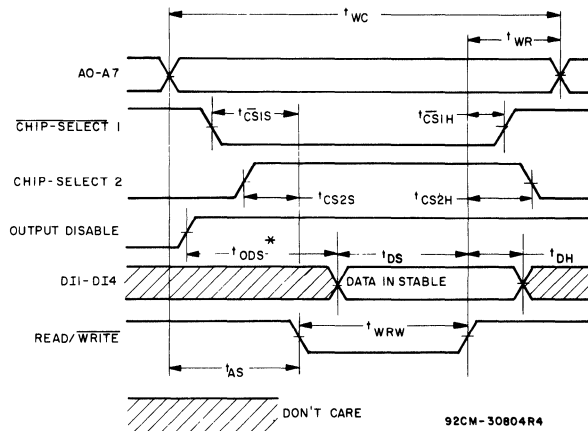 tWC
tWR
A0-A7
tCS1S tCS1H
CHIP-SELECT 1
CHIP-SELECT 2
tCS2S tCS2H
OUTPUT DISABLE
tODS* tDS tDH
DI1-DI4 DATA IN STABLE
READ/WRITE tWRW
tAS
DON'T CARE
92CM-30804R4